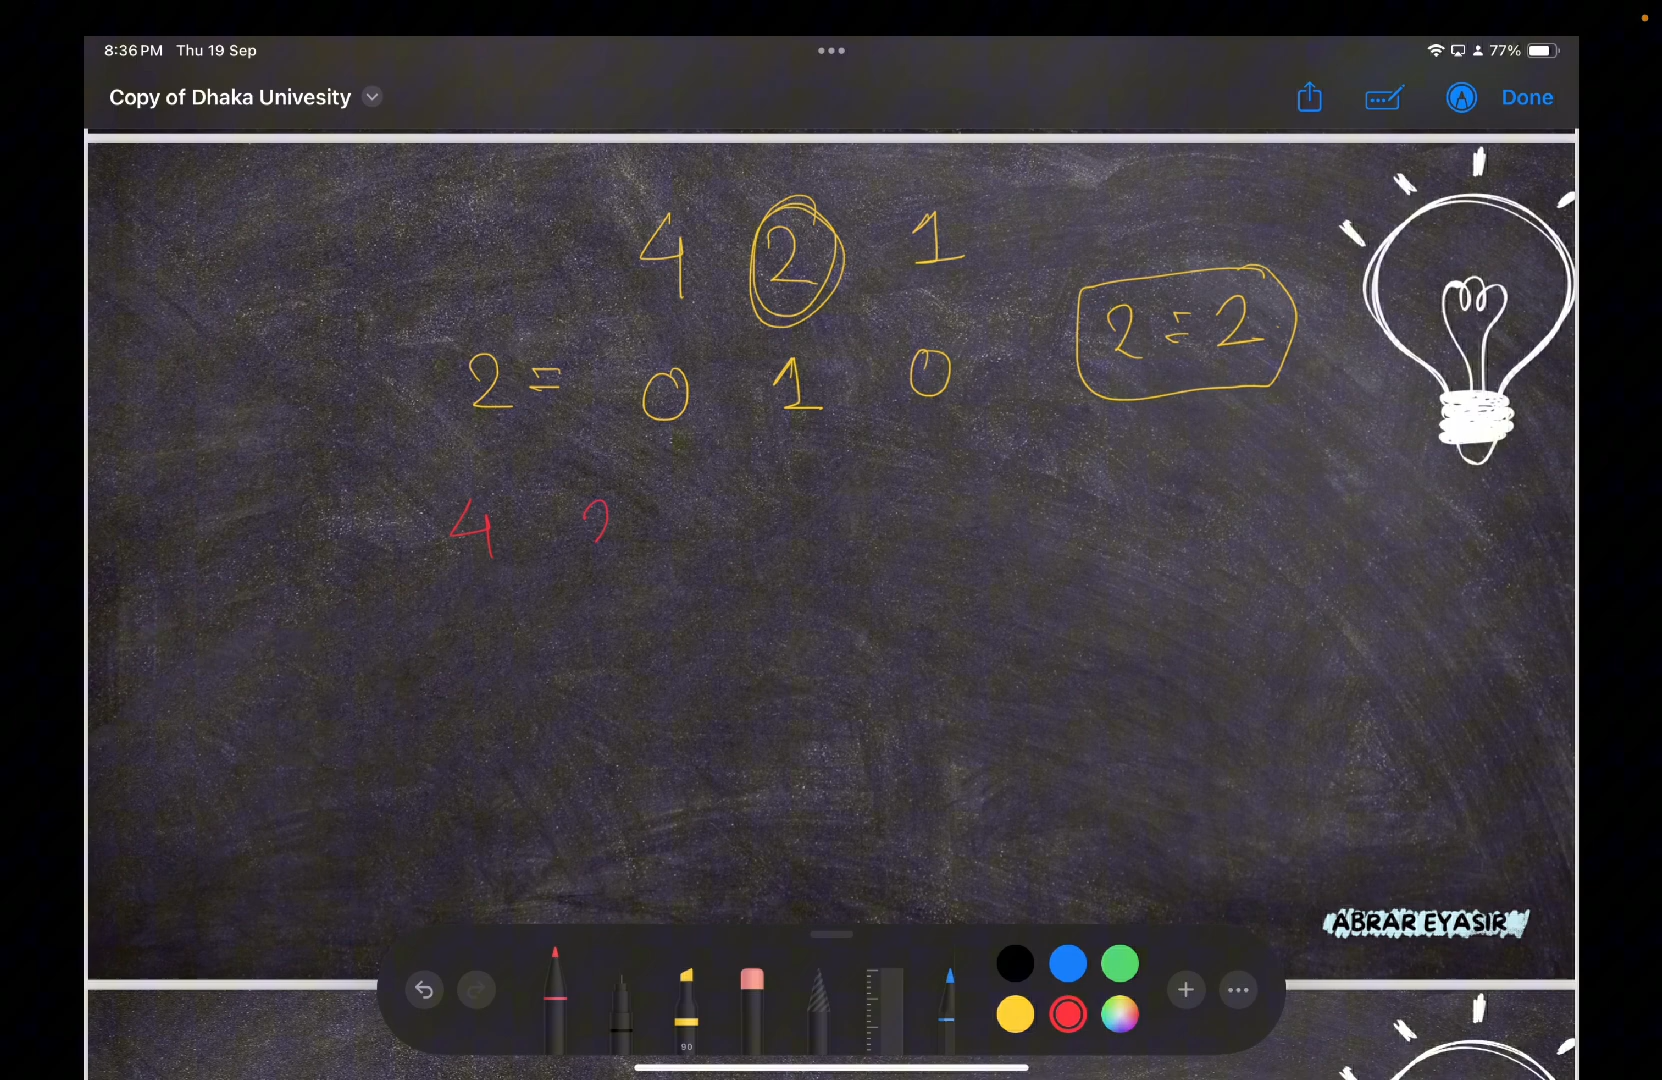 8:36 PM Thu 19 Sep
77%
Copy of Dhaka Univesity
Done
4 2 1
2 = 2
2 = 0 1 0
4 2
ABRAR EYASIR
90